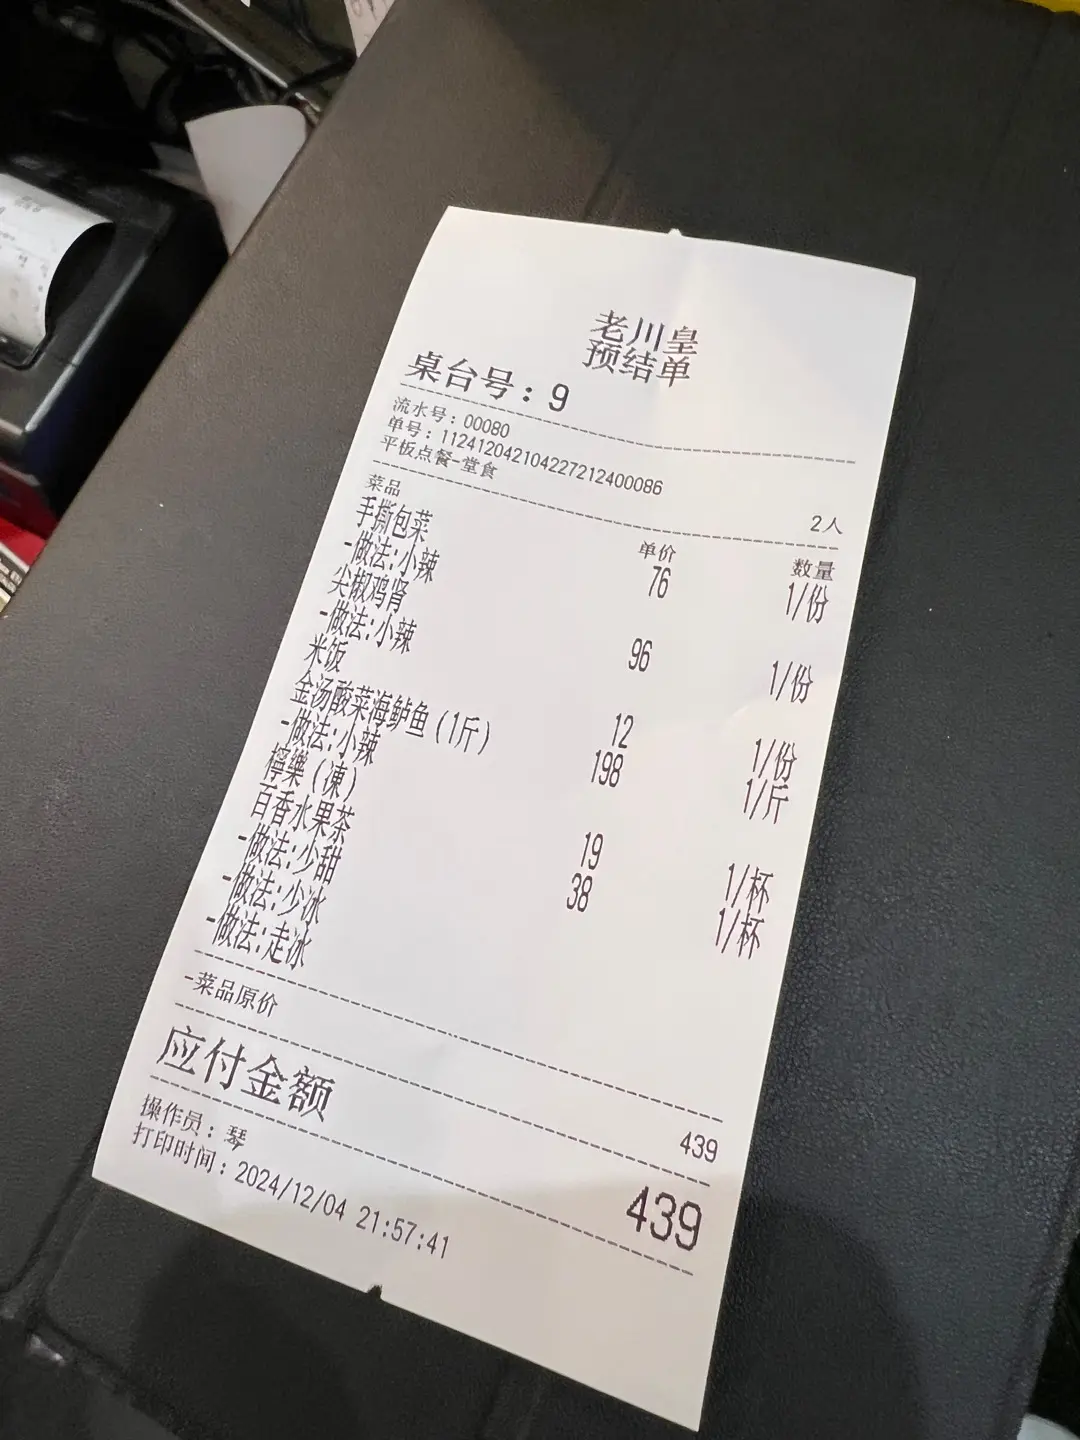 老川皇
预结单
桌台号：9
流水号：00080
单号：112412042104227212400086
平板点餐-堂食 2人
菜品 单价 数量
手撕包菜 76 1/份
-做法:小辣
尖椒鸡肾 96 1/份
-做法:小辣
米饭 12 1/份
金汤酸菜海鲈鱼(1斤) 198 1/斤
-做法:小辣
檸樂(凍) 19 1/杯
百香水果茶 38 1/杯
-做法:少甜
-做法:少冰
-做法:走冰
-菜品原价 439
应付金额 439
操作员：琴
打印时间：2024/12/04 21:57:41